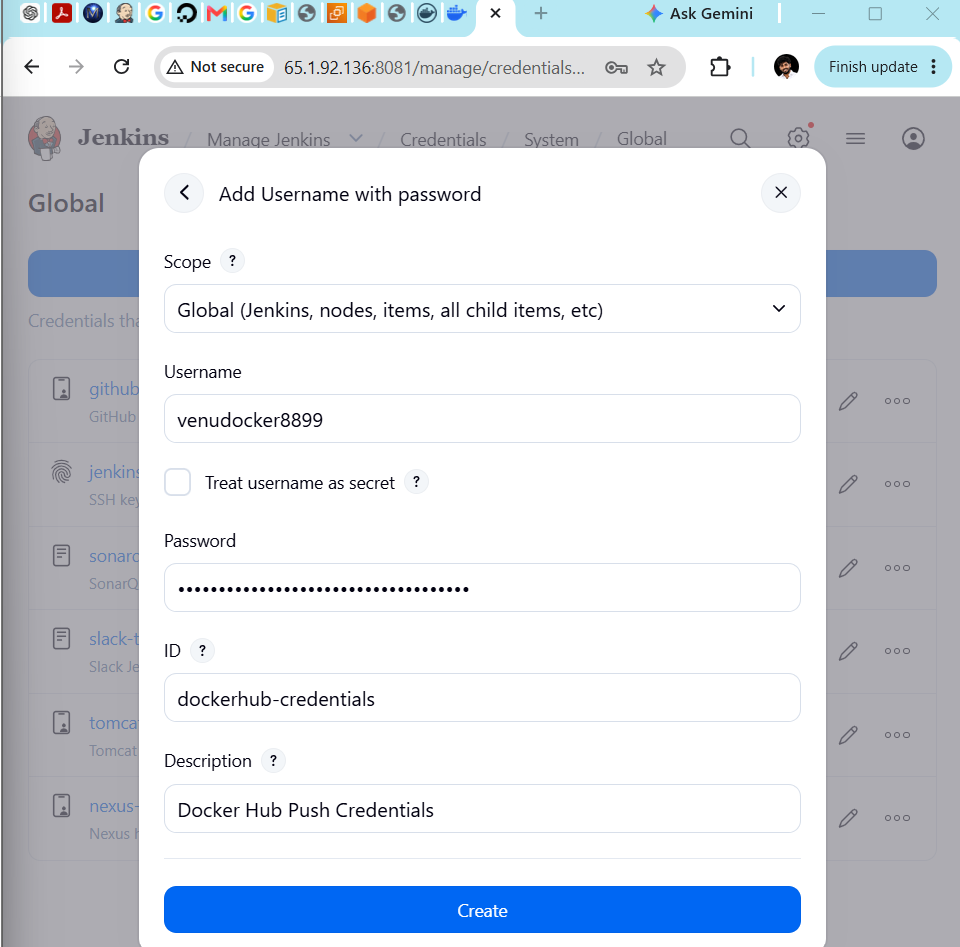 Ask Gemini
Not secure
65.1.92.136:8081/manage/credentials...
Finish update
Jenkins / Manage Jenkins / Credentials / System / Global
Global
Add Username with password
Scope ?
Global (Jenkins, nodes, items, all child items, etc)
Credentials tha
Username
github
GitHub
venudocker8899
jenkins
Treat username as secret ?
SSH key
Password
sonarq
SonarQ
••••••••••••••••••••••••••••••••••••
slack-t
ID ?
Slack Je
dockerhub-credentials
tomca
Tomcat
Description ?
nexus-
Docker Hub Push Credentials
Nexus h
Create